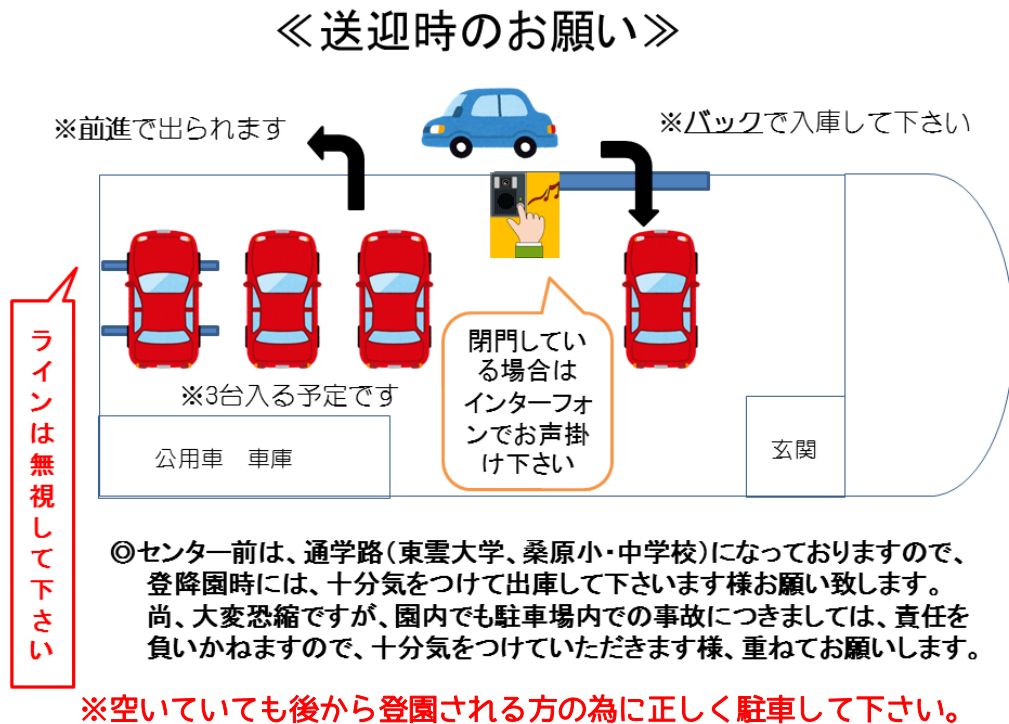 ≪送迎時のお願い≫
※前進で出られます
※バックで入庫して下さい
ラインは無視して下さい
閉門してい
る場合は
インターフォ
ンでお声掛
け下さい
※3台入る予定です
公用車　車庫
玄関
◎センター前は、通学路（東雲大学、桑原小・中学校）になっておりますので、
登降園時には、十分気をつけて出庫して下さいます様お願い致します。
尚、大変恐縮ですが、園内でも駐車場内での事故につきましては、責任を
負いかねますので、十分気をつけていただきます様、重ねてお願いします。
※空いていても後から登園される方の為に正しく駐車して下さい。